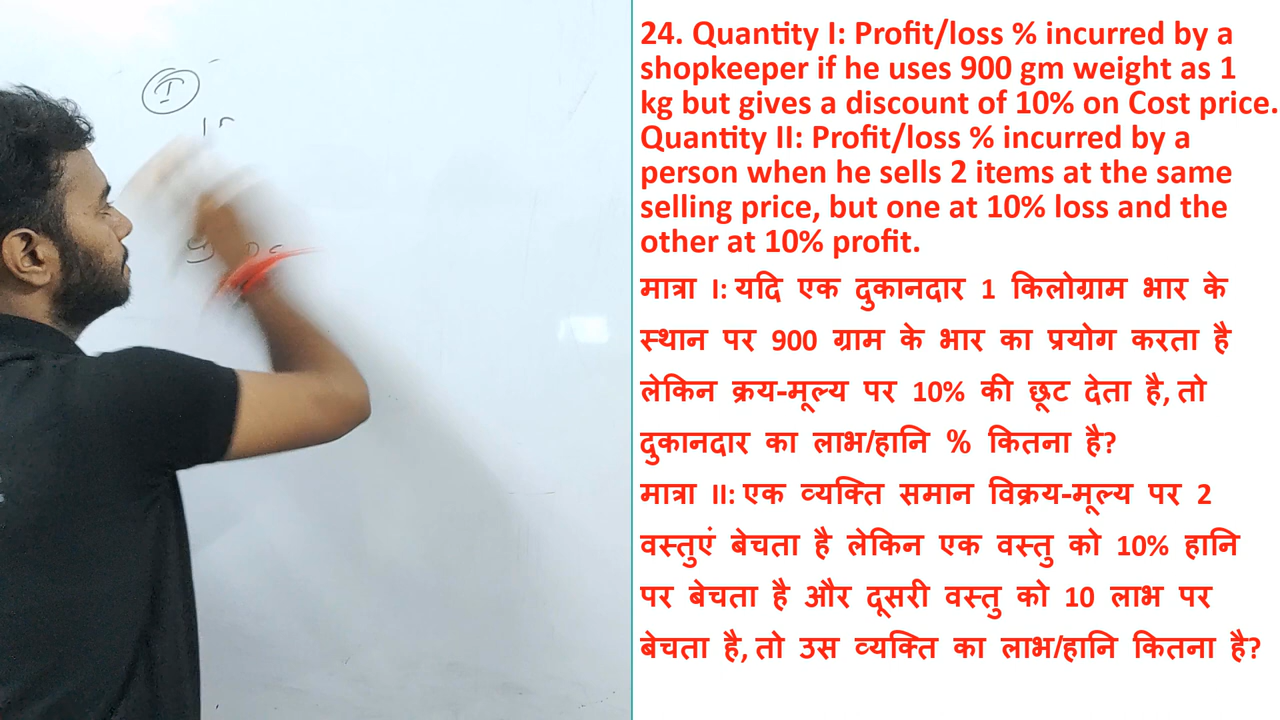 I
24. Quantity I: Profit/loss % incurred by a
shopkeeper if he uses 900 gm weight as 1
kg but gives a discount of 10% on Cost price.
Quantity II: Profit/loss % incurred by a
person when he sells 2 items at the same
selling price, but one at 10% loss and the
other at 10% profit.
मात्रा I: यदि एक दुकानदार 1 किलोग्राम भार के
स्थान पर 900 ग्राम के भार का प्रयोग करता है
लेकिन क्रय-मूल्य पर 10% की छूट देता है, तो
दुकानदार का लाभ/हानि % कितना है?
मात्रा II: एक व्यक्ति समान विक्रय-मूल्य पर 2
वस्तुएं बेचता है लेकिन एक वस्तु को 10% हानि
पर बेचता है और दूसरी वस्तु को 10 लाभ पर
बेचता है, तो उस व्यक्ति का लाभ/हानि कितना है?